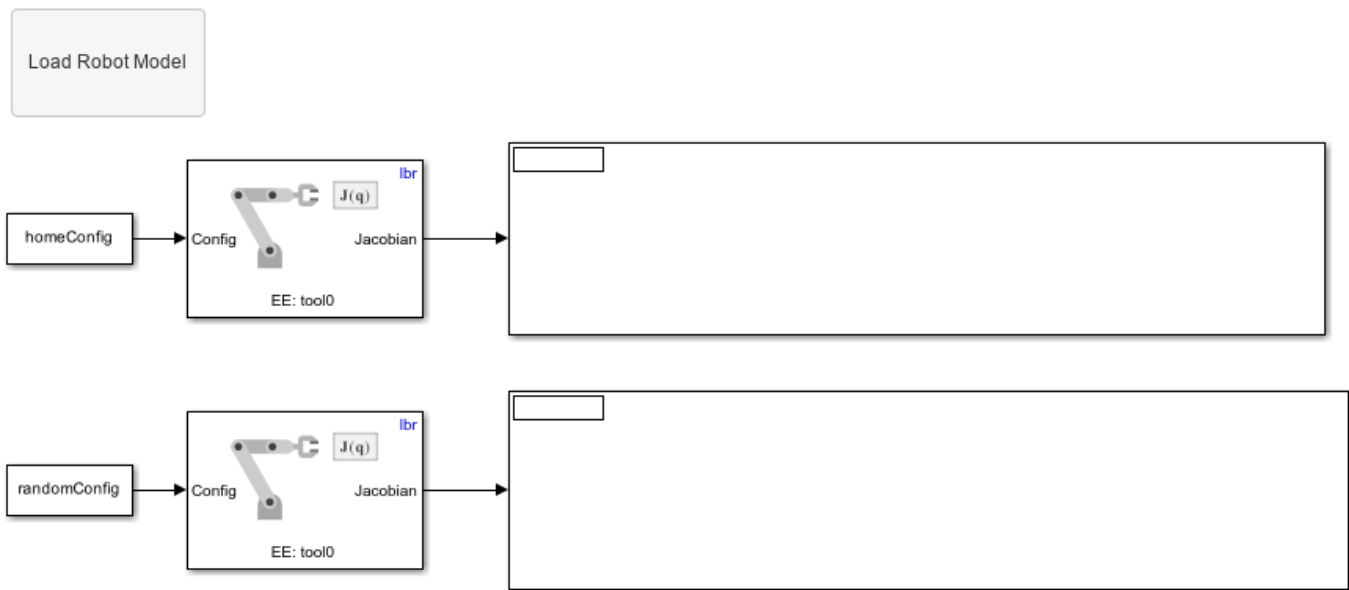 Load Robot Model
lbr
J(q)
homeConfig
Config
Jacobian
EE: tool0
lbr
J(q)
randomConfig
Config
Jacobian
EE: tool0